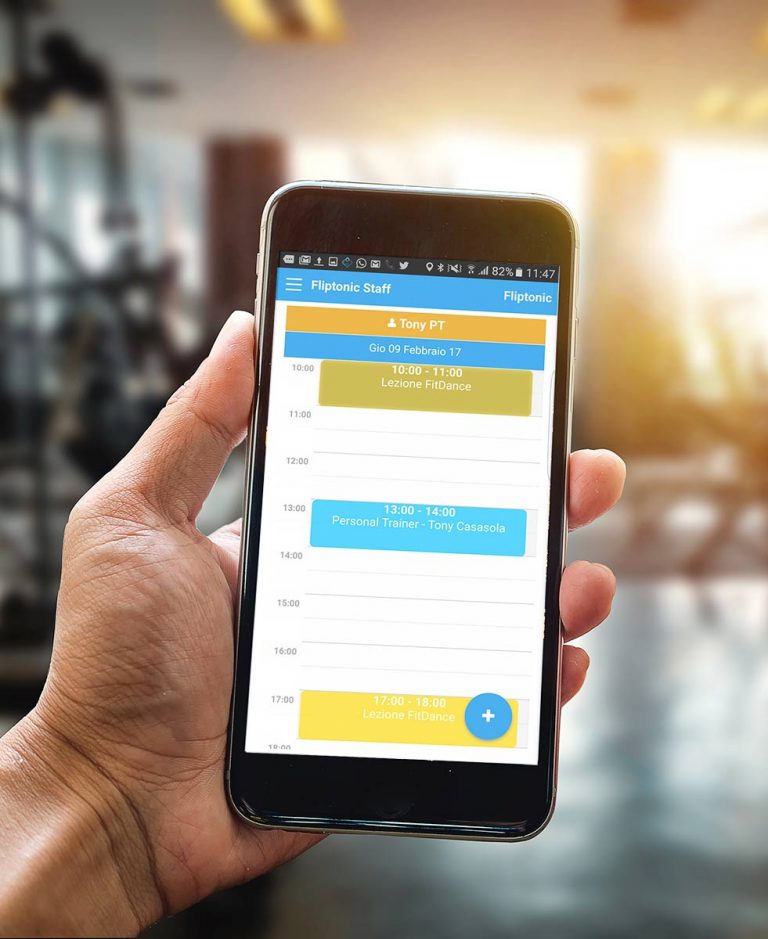 82% 11:47
Fliptonic Staff Fliptonic
Tony PT
Gio 09 Febbraio 17
10:00
10:00 - 11:00
Lezione FitDance
11:00
12:00
13:00
13:00 - 14:00
Personal Trainer - Tony Casasola
14:00
15:00
16:00
17:00
17:00 - 18:00
Lezione FitDance
18:00